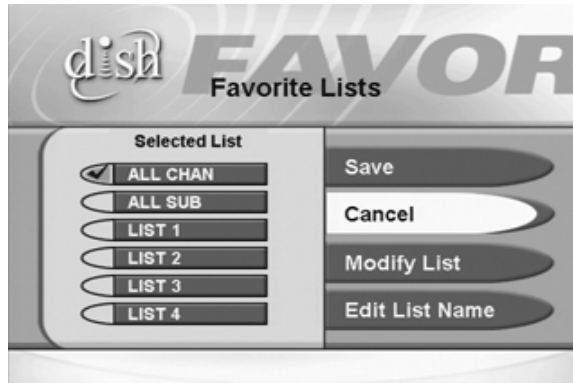 dish
FAVOR
Favorite Lists
Selected List
ALL CHAN
ALL SUB
LIST 1
LIST 2
LIST 3
LIST 4
Save
Cancel
Modify List
Edit List Name